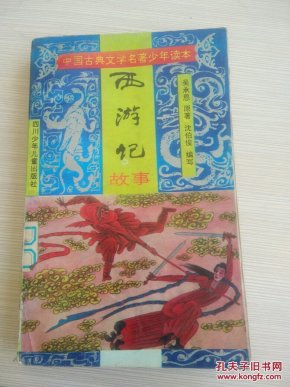 中国古典文学名著少年读本
西游记
故事
吴承恩 原著 沈伯俊 编写
四川少年儿童出版社
孔夫子旧书网